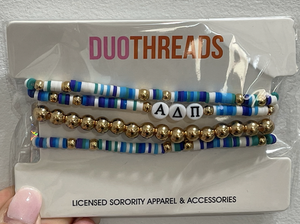 DUOTHREADS
ΑΔΠ
LICENSED SORORITY APPAREL & ACCESSORIES